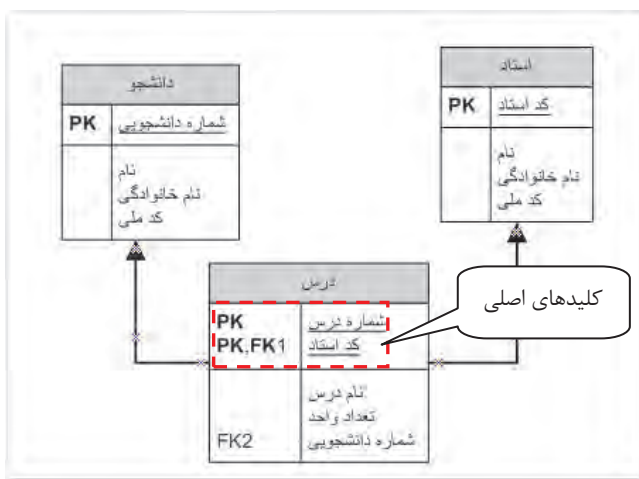 استاد
PK کد استاد
نام
نام خانوادگی
کد ملی
دانشجو
PK شماره دانشجویی
نام
نام خانوادگی
کد ملی
درس
PK شماره درس
PK,FK1 کد استاد
نام درس
تعداد واحد
FK2 شماره دانشجویی
کلیدهای اصلی